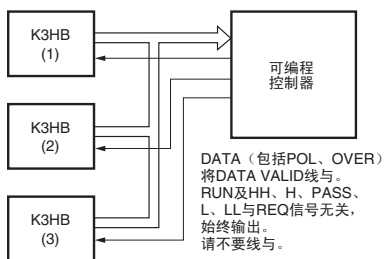 K3HB
(1)
可编程
控制器
K3HB
(2)
K3HB
(3)
DATA（包括POL、OVER）
将DATA VALID线与。
RUN及HH、H、PASS、
L、LL与REQ信号无关，
始终输出。
请不要线与。